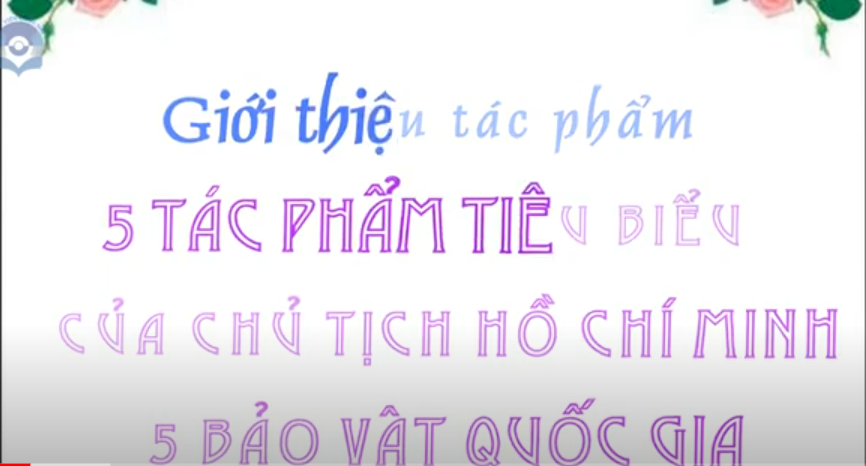 Giới thiệu tác phẩm
5 TÁC PHẨM TIÊU BIỂU
CỦA CHỦ TỊCH HỒ CHÍ MINH
5 BẢO VẬT QUỐC GIA